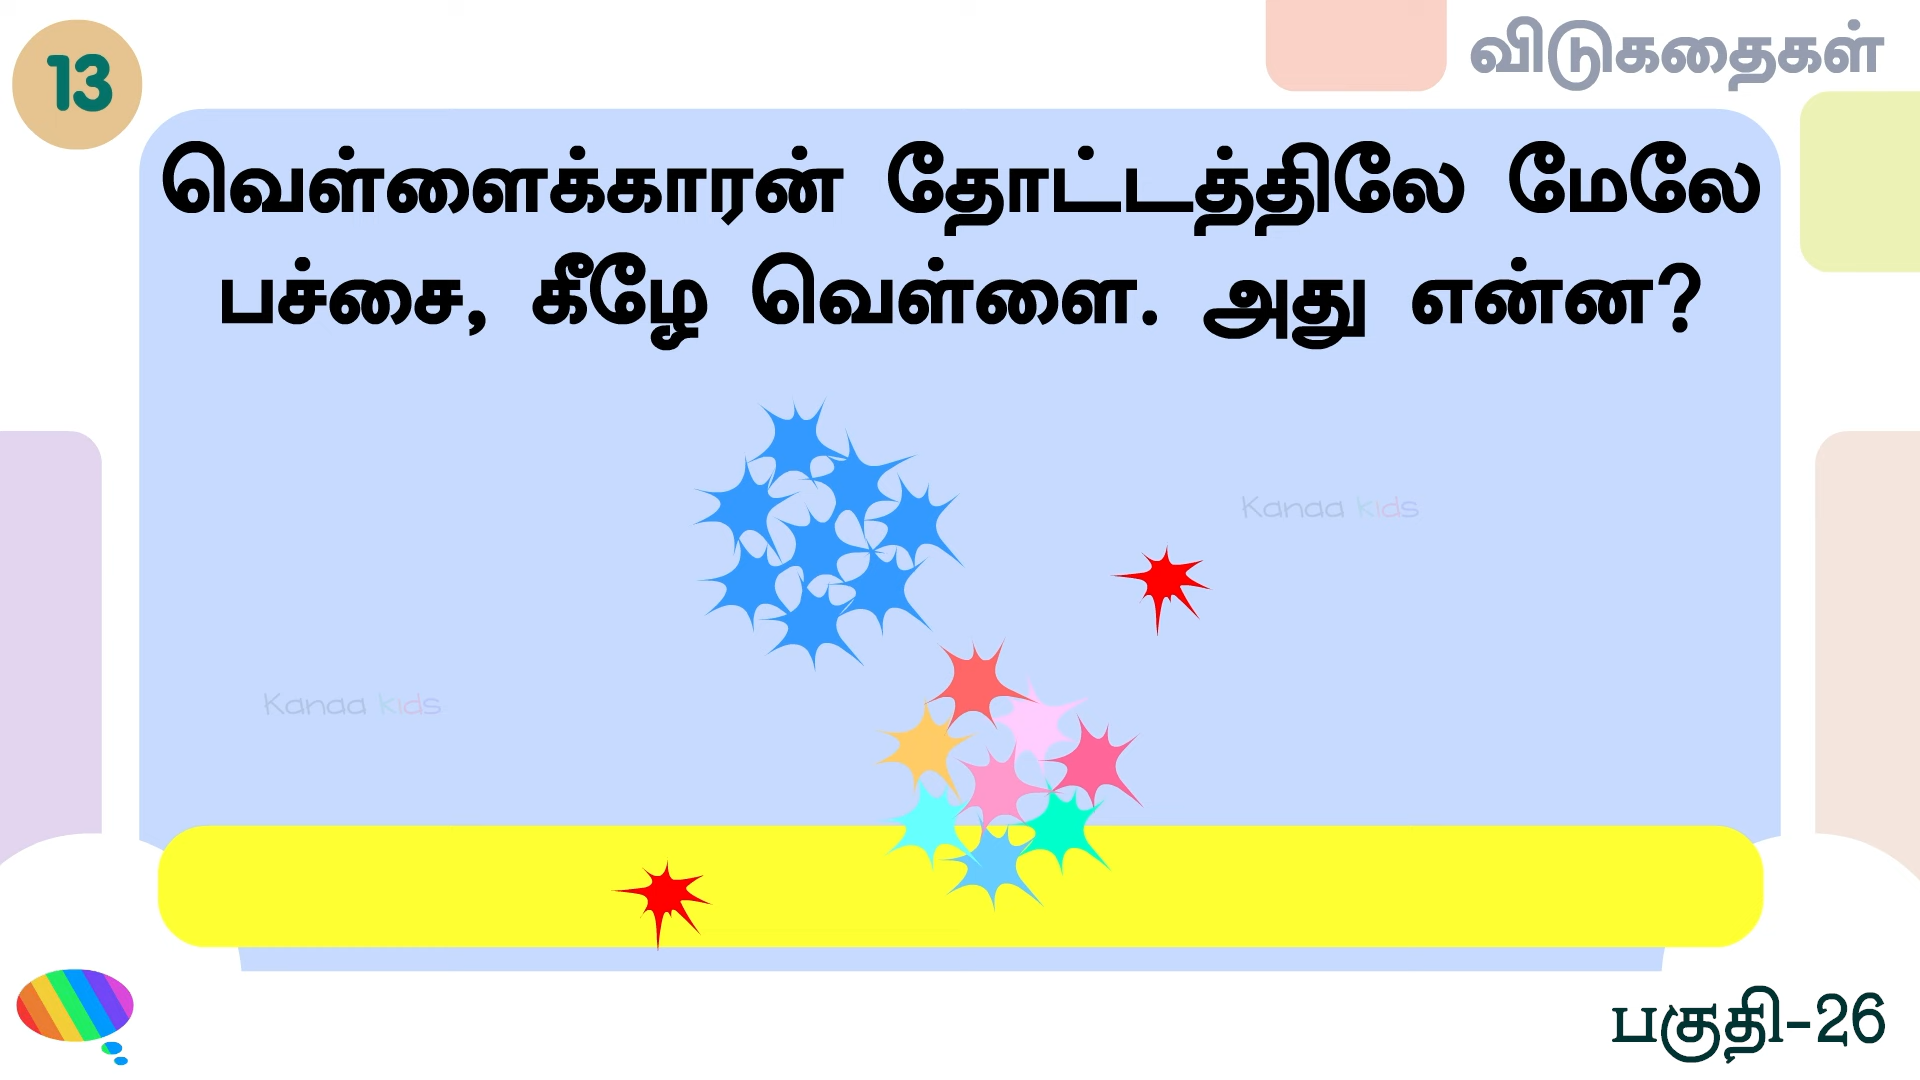 13
விடுகதைகள்
வெள்ளைக்காரன் தோட்டத்திலே மேலே
பச்சை, கீழே வெள்ளை. அது என்ன?
Kanaa kids
Kanaa kids
பகுதி-26